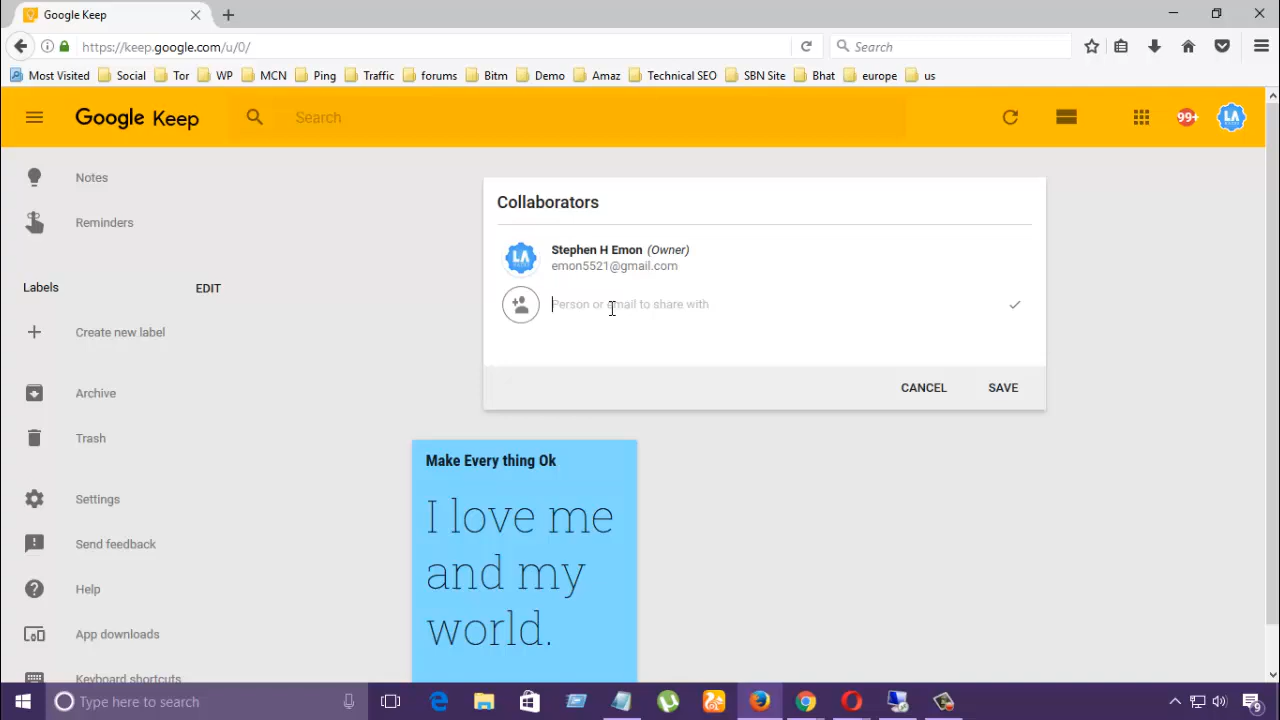 Google Keep
https://keep.google.com/u/0/
Search
Most Visited Social Tor WP MCN Ping Traffic forums Bitm Demo Amaz Technical SEO SBN Site Bhat europe us
Google Keep
Search
99+
LA
Notes
Reminders
Labels
EDIT
Create new label
Archive
Trash
Settings
Send feedback
Help
App downloads
Keyboard shortcuts
Collaborators
LA
Stephen H Emon (Owner)
emon5521@gmail.com
Person or email to share with
CANCEL
SAVE
Make Every thing Ok
I love me
and my
world.
Type here to search
9